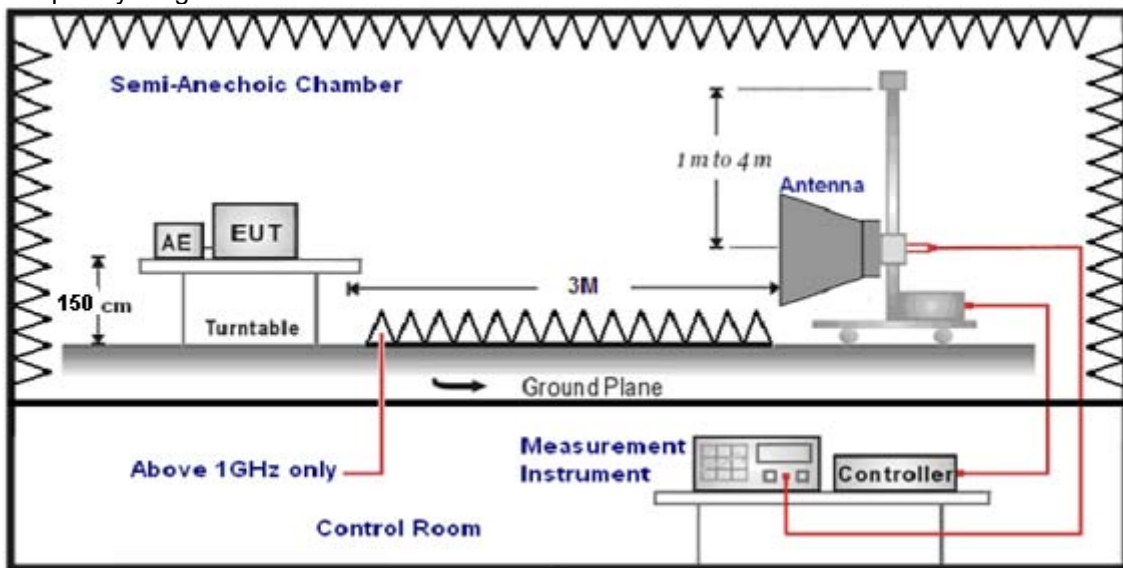 Semi-Anechoic Chamber
1 m to 4 m
Antenna
AE
EUT
150 cm
3M
Turntable
Ground Plane
Above 1GHz only
Measurement
Instrument
Controller
Control Room